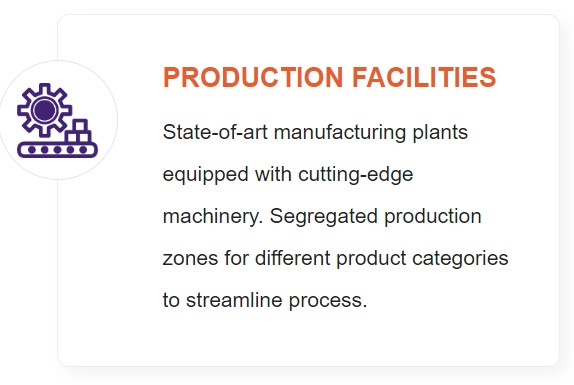 PRODUCTION FACILITIES
State-of-art manufacturing plants
equipped with cutting-edge
machinery. Segregated production
zones for different product categories
to streamline process.